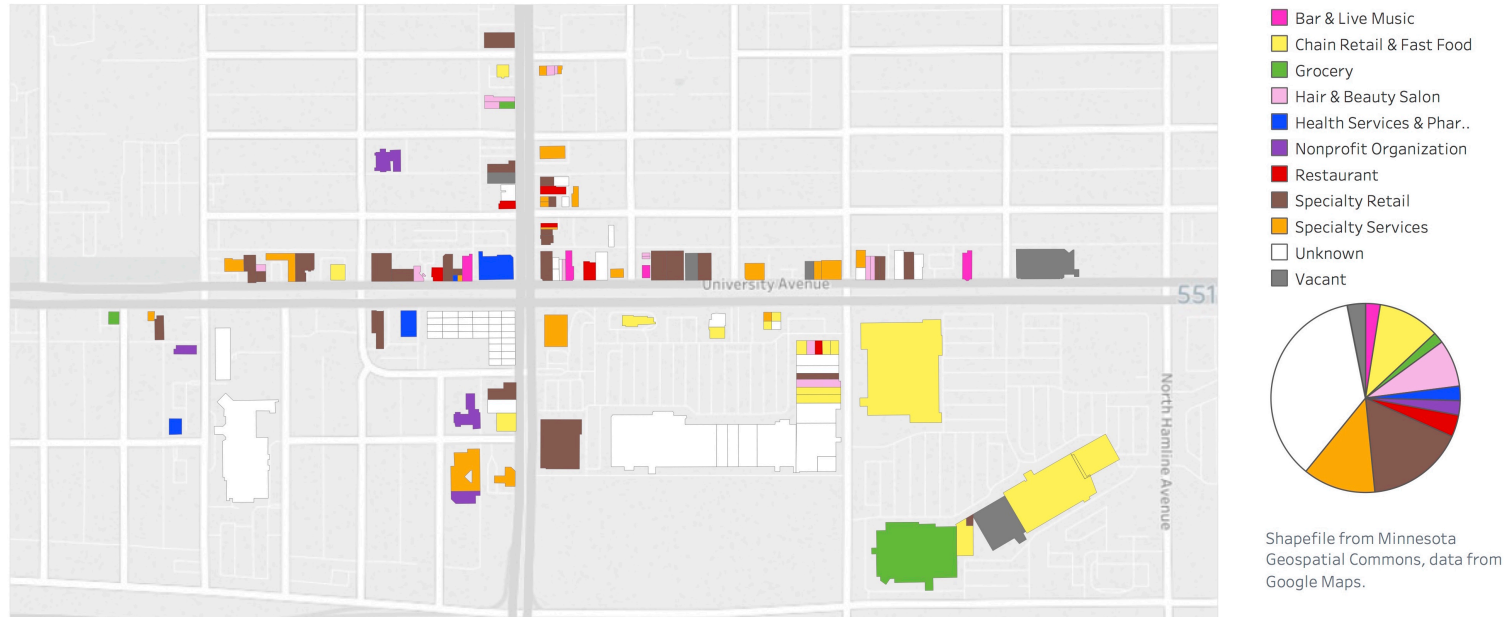 Bar & Live Music
Chain Retail & Fast Food
Grocery
Hair & Beauty Salon
Health Services & Phar..
Nonprofit Organization
Restaurant
Specialty Retail
Specialty Services
Unknown
Vacant
University Avenue
551
North Hamline Avenue
Shapefile from Minnesota
Geospatial Commons, data from
Google Maps.